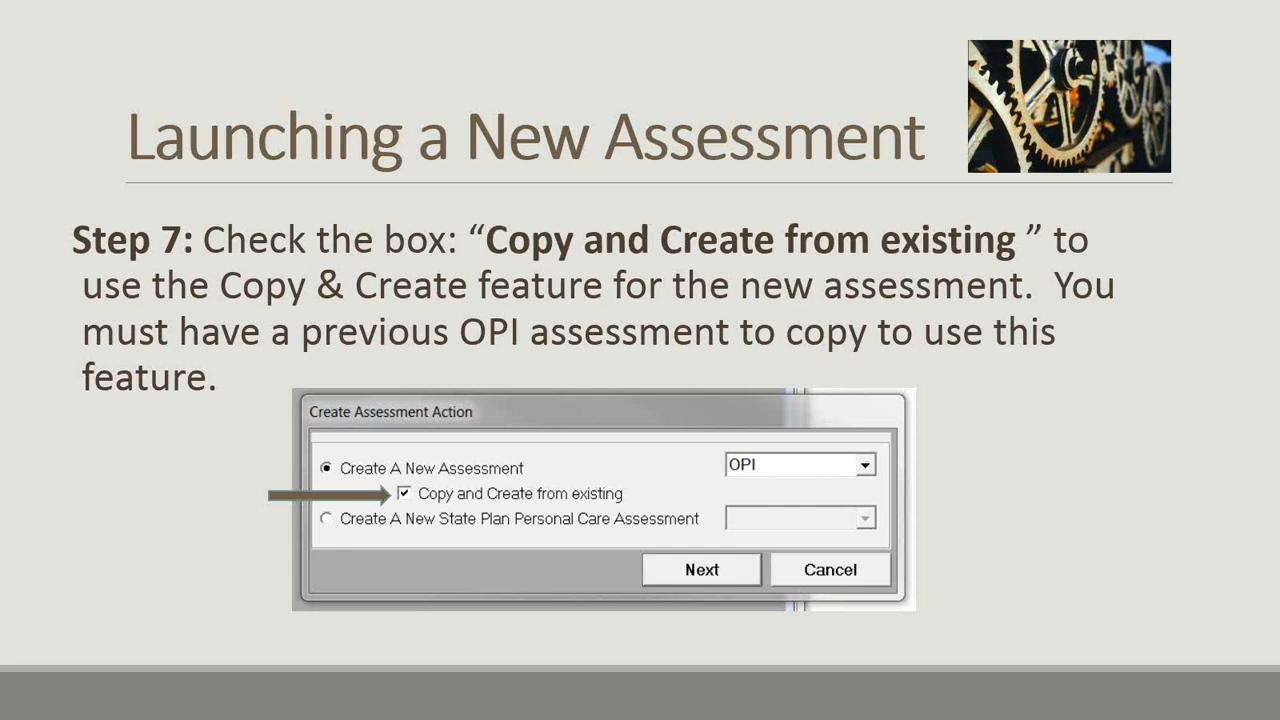 Launching a New Assessment
Step 7: Check the box: “Copy and Create from existing ” to
use the Copy & Create feature for the new assessment.  You
must have a previous OPI assessment to copy to use this
feature.
Create Assessment Action
Create A New Assessment
OPI
Copy and Create from existing
Create A New State Plan Personal Care Assessment
Next
Cancel